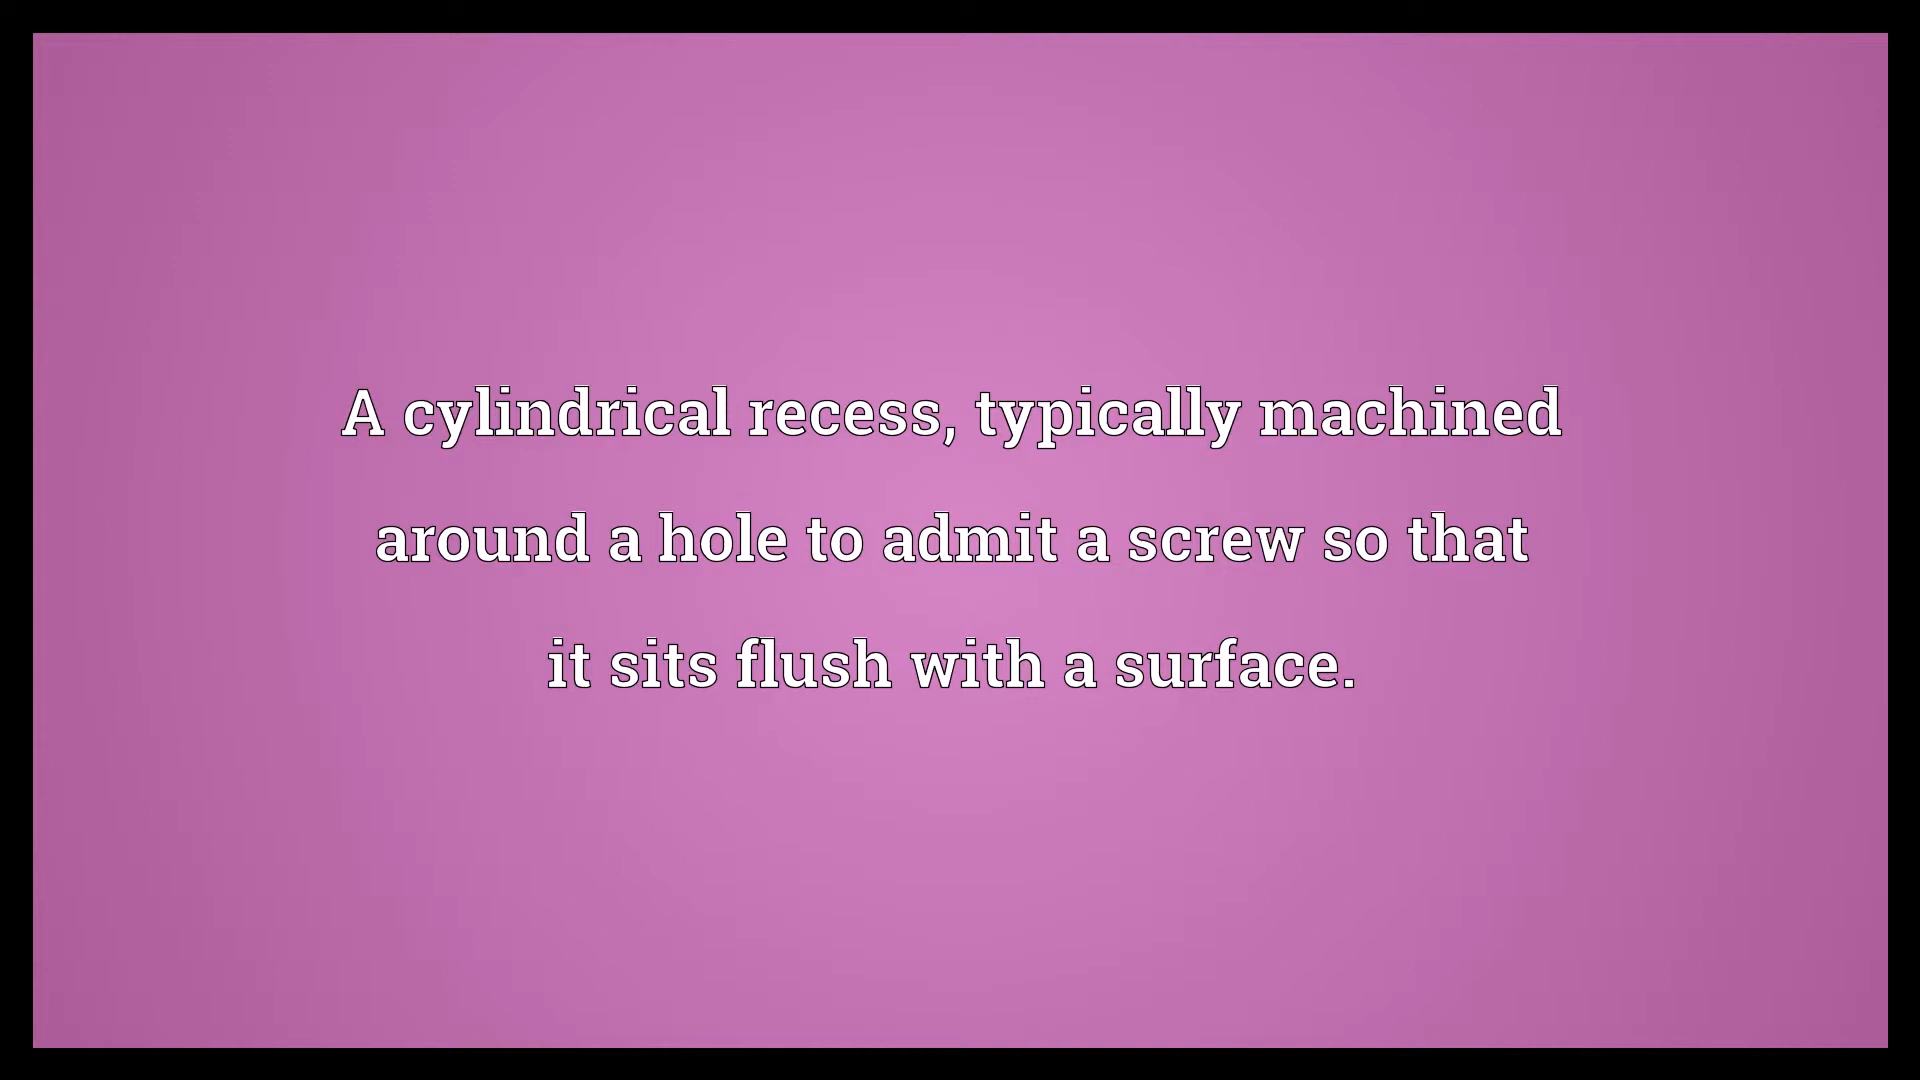 A cylindrical recess, typically machined
around a hole to admit a screw so that
it sits flush with a surface.